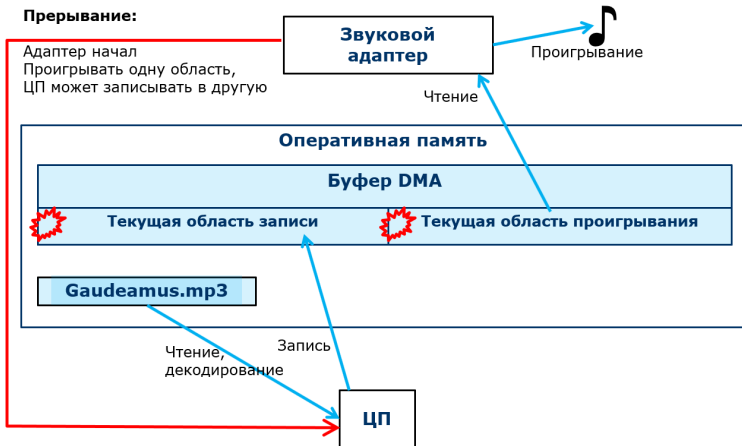 Прерывание:
Адаптер начал
Проигрывать одну область,
ЦП может записывать в другую
Звуковой
адаптер
Проигрывание
Чтение
Оперативная память
Буфер DMA
Текущая область записи
Текущая область проигрывания
Gaudeamus.mp3
Чтение,
декодирование
Запись
ЦП